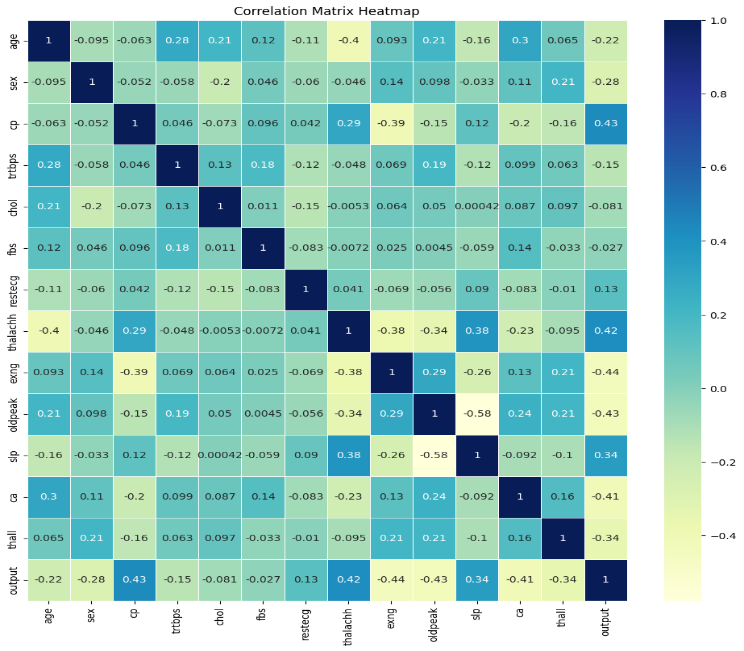 Correlation Matrix Heatmap
age 1 -0.095 -0.063 0.28 0.21 0.12 -0.11 -0.4 0.093 0.21 -0.16 0.3 0.065 -0.22
sex -0.095 1 -0.052 -0.058 -0.2 0.046 -0.06 -0.046 0.14 0.098 -0.033 0.11 0.21 -0.28
cp -0.063 -0.052 1 0.046 -0.073 0.096 0.042 0.29 -0.39 -0.15 0.12 -0.2 -0.16 0.43
trtbps 0.28 -0.058 0.046 1 0.13 0.18 -0.12 -0.048 0.069 0.19 -0.12 0.099 0.063 -0.15
chol 0.21 -0.2 -0.073 0.13 1 0.011 -0.15 -0.0053 0.064 0.05 0.00042 0.087 0.097 -0.081
fbs 0.12 0.046 0.096 0.18 0.011 1 -0.083 -0.0072 0.025 0.0045 -0.059 0.14 -0.033 -0.027
restecg -0.11 -0.06 0.042 -0.12 -0.15 -0.083 1 0.041 -0.069 -0.056 0.09 -0.083 -0.01 0.13
thalachh -0.4 -0.046 0.29 -0.048 -0.0053 -0.0072 0.041 1 -0.38 -0.34 0.38 -0.23 -0.095 0.42
exng 0.093 0.14 -0.39 0.069 0.064 0.025 -0.069 -0.38 1 0.29 -0.26 0.13 0.21 -0.44
oldpeak 0.21 0.098 -0.15 0.19 0.05 0.0045 -0.056 -0.34 0.29 1 -0.58 0.24 0.21 -0.43
slp -0.16 -0.033 0.12 -0.12 0.00042 -0.059 0.09 0.38 -0.26 -0.58 1 -0.092 -0.1 0.34
ca 0.3 0.11 -0.2 0.099 0.087 0.14 -0.083 -0.23 0.13 0.24 -0.092 1 0.16 -0.41
thall 0.065 0.21 -0.16 0.063 0.097 -0.033 -0.01 -0.095 0.21 0.21 -0.1 0.16 1 -0.34
output -0.22 -0.28 0.43 -0.15 -0.081 -0.027 0.13 0.42 -0.44 -0.43 0.34 -0.41 -0.34 1
age sex cp trtbps chol fbs restecg thalachh exng oldpeak slp ca thall output
1.0
0.8
0.6
0.4
0.2
0.0
−0.2
−0.4